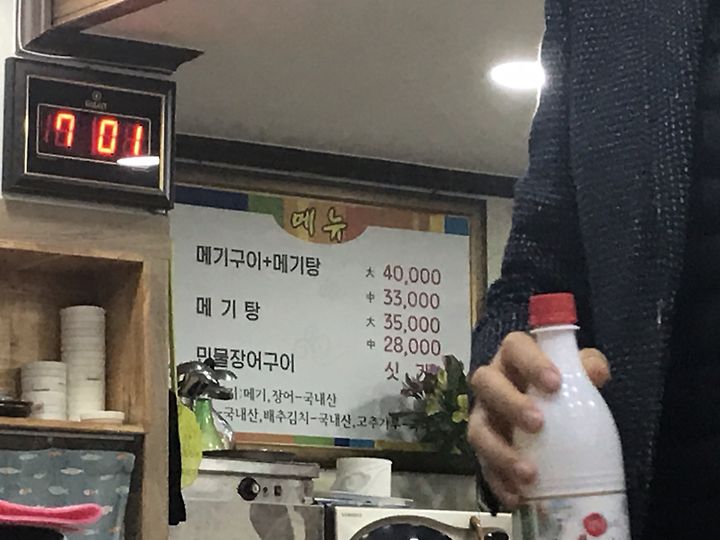 7 01
메뉴
메기구이+메기탕
大 40,000
中 33,000
메 기 탕
大 35,000
中 28,000
민물장어구이
싯
:메기,장어-국내산
-국내산,배추김치-국내산,고추가루-